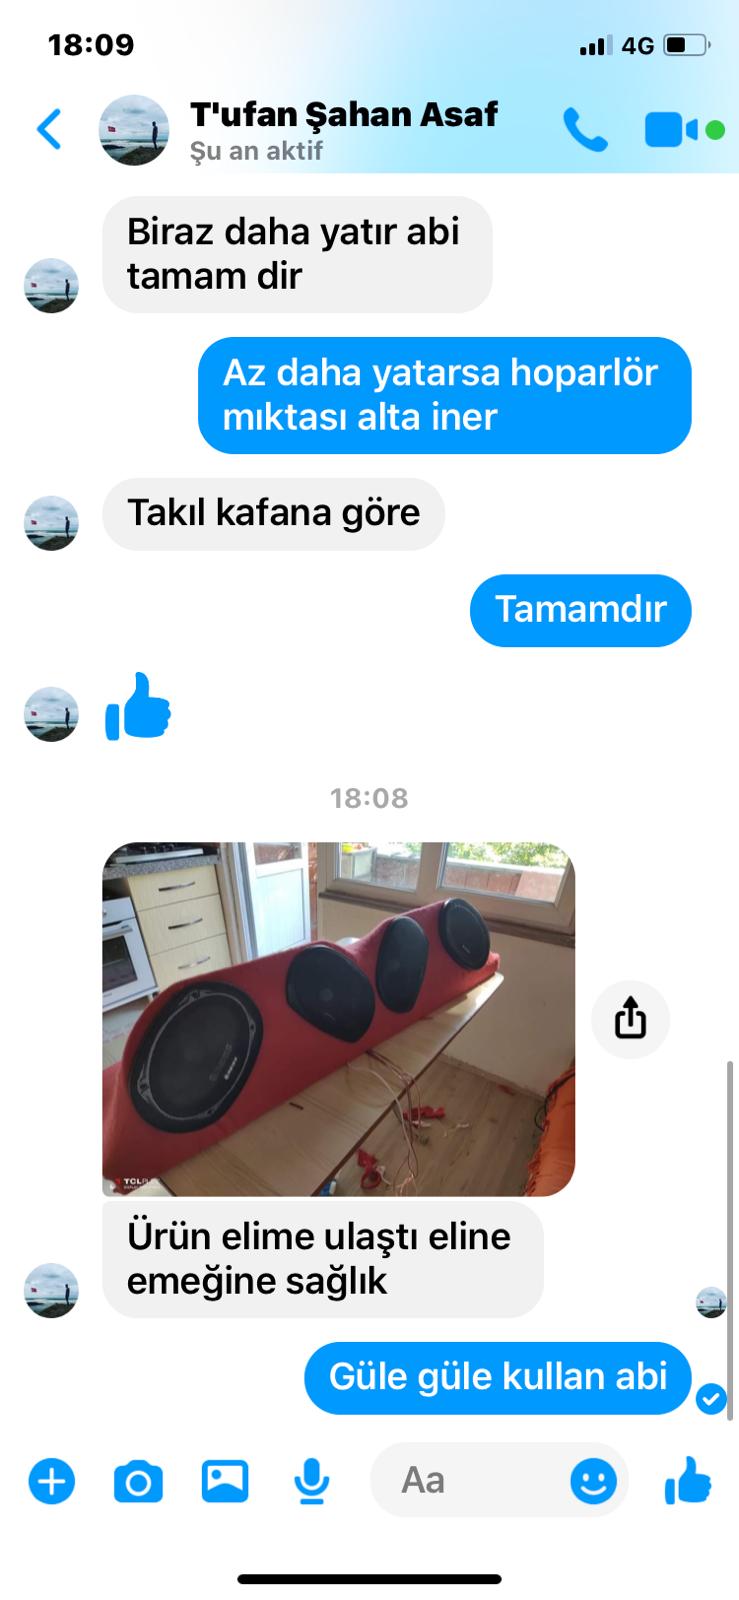 18:09
4G
T'ufan Şahan Asaf
Şu an aktif
Biraz daha yatır abi
tamam dir
Az daha yatarsa hoparlör
mıktası alta iner
Takıl kafana göre
Tamamdır
18:08
TCL
Ürün elime ulaştı eline
emeğine sağlık
Güle güle kullan abi
Aa